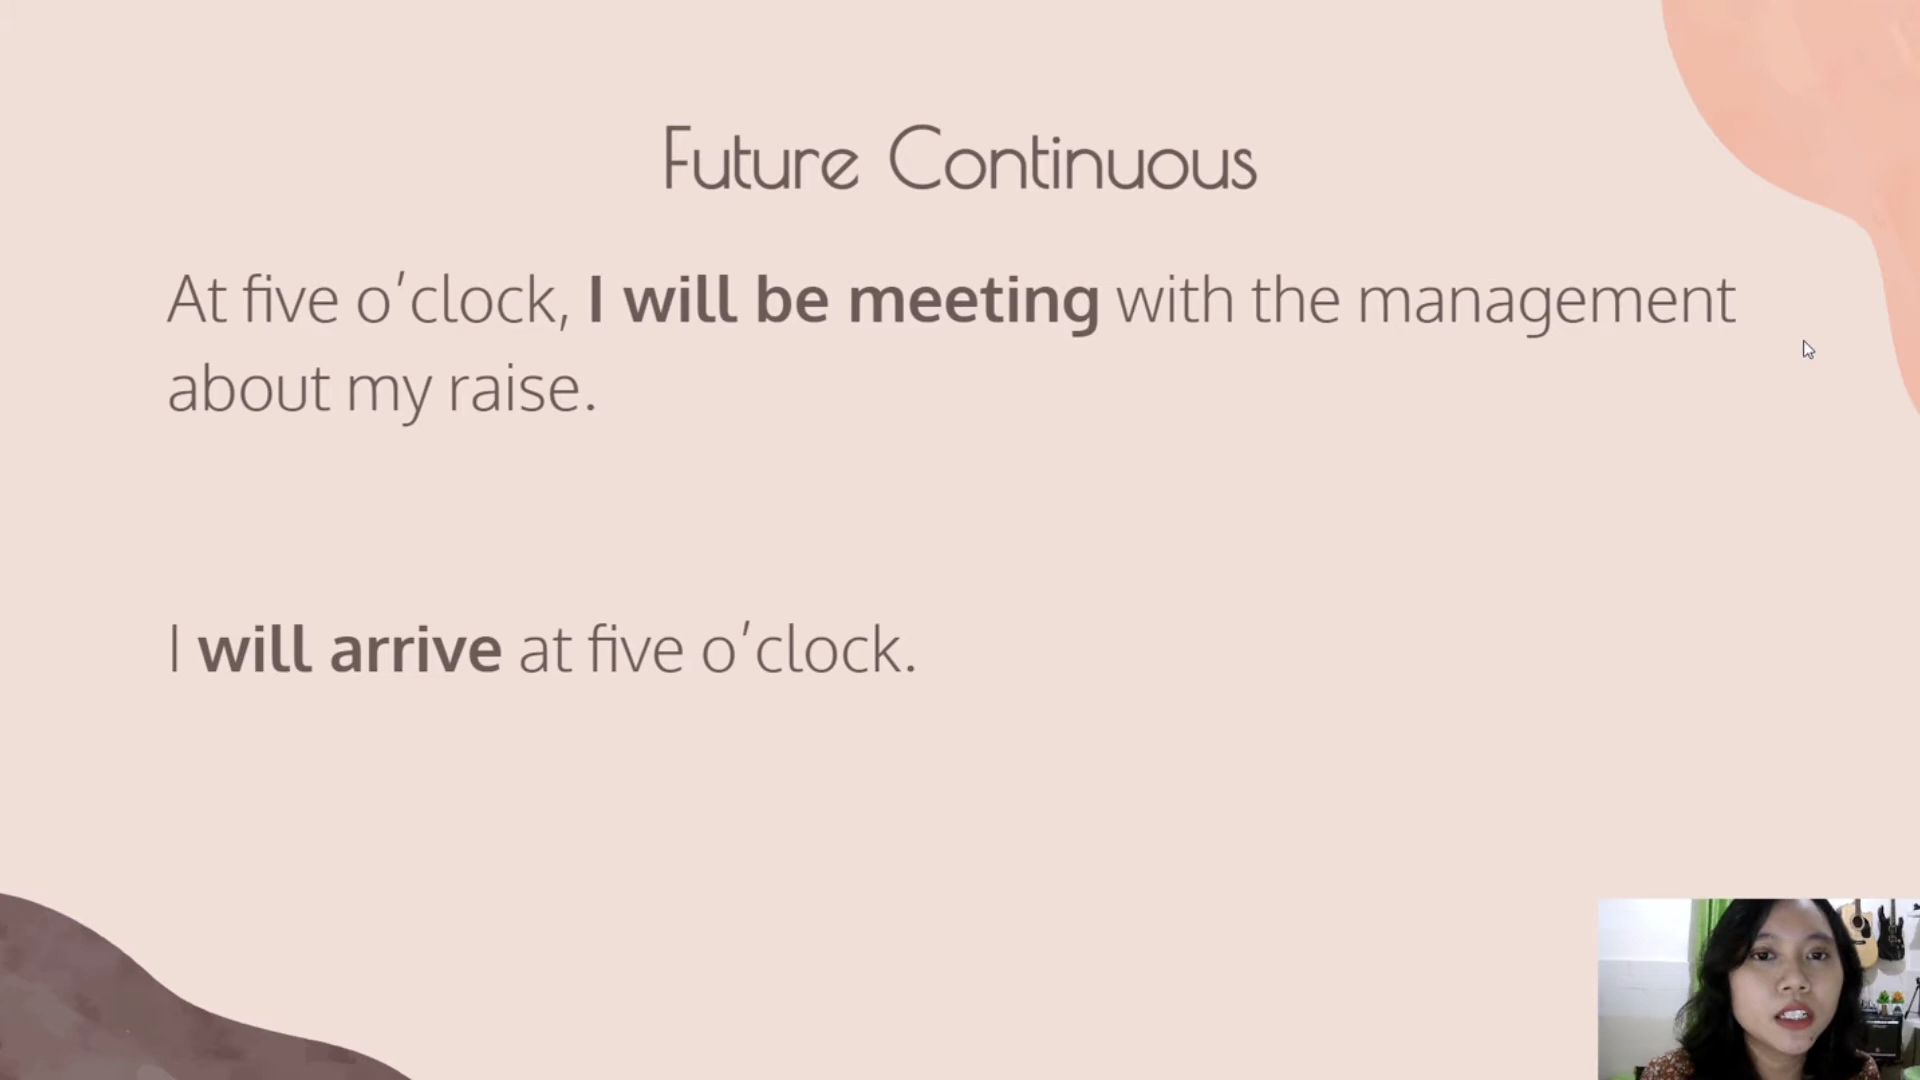 Future Continuous
At five o'clock, I will be meeting with the management
about my raise.
I will arrive at five o'clock.